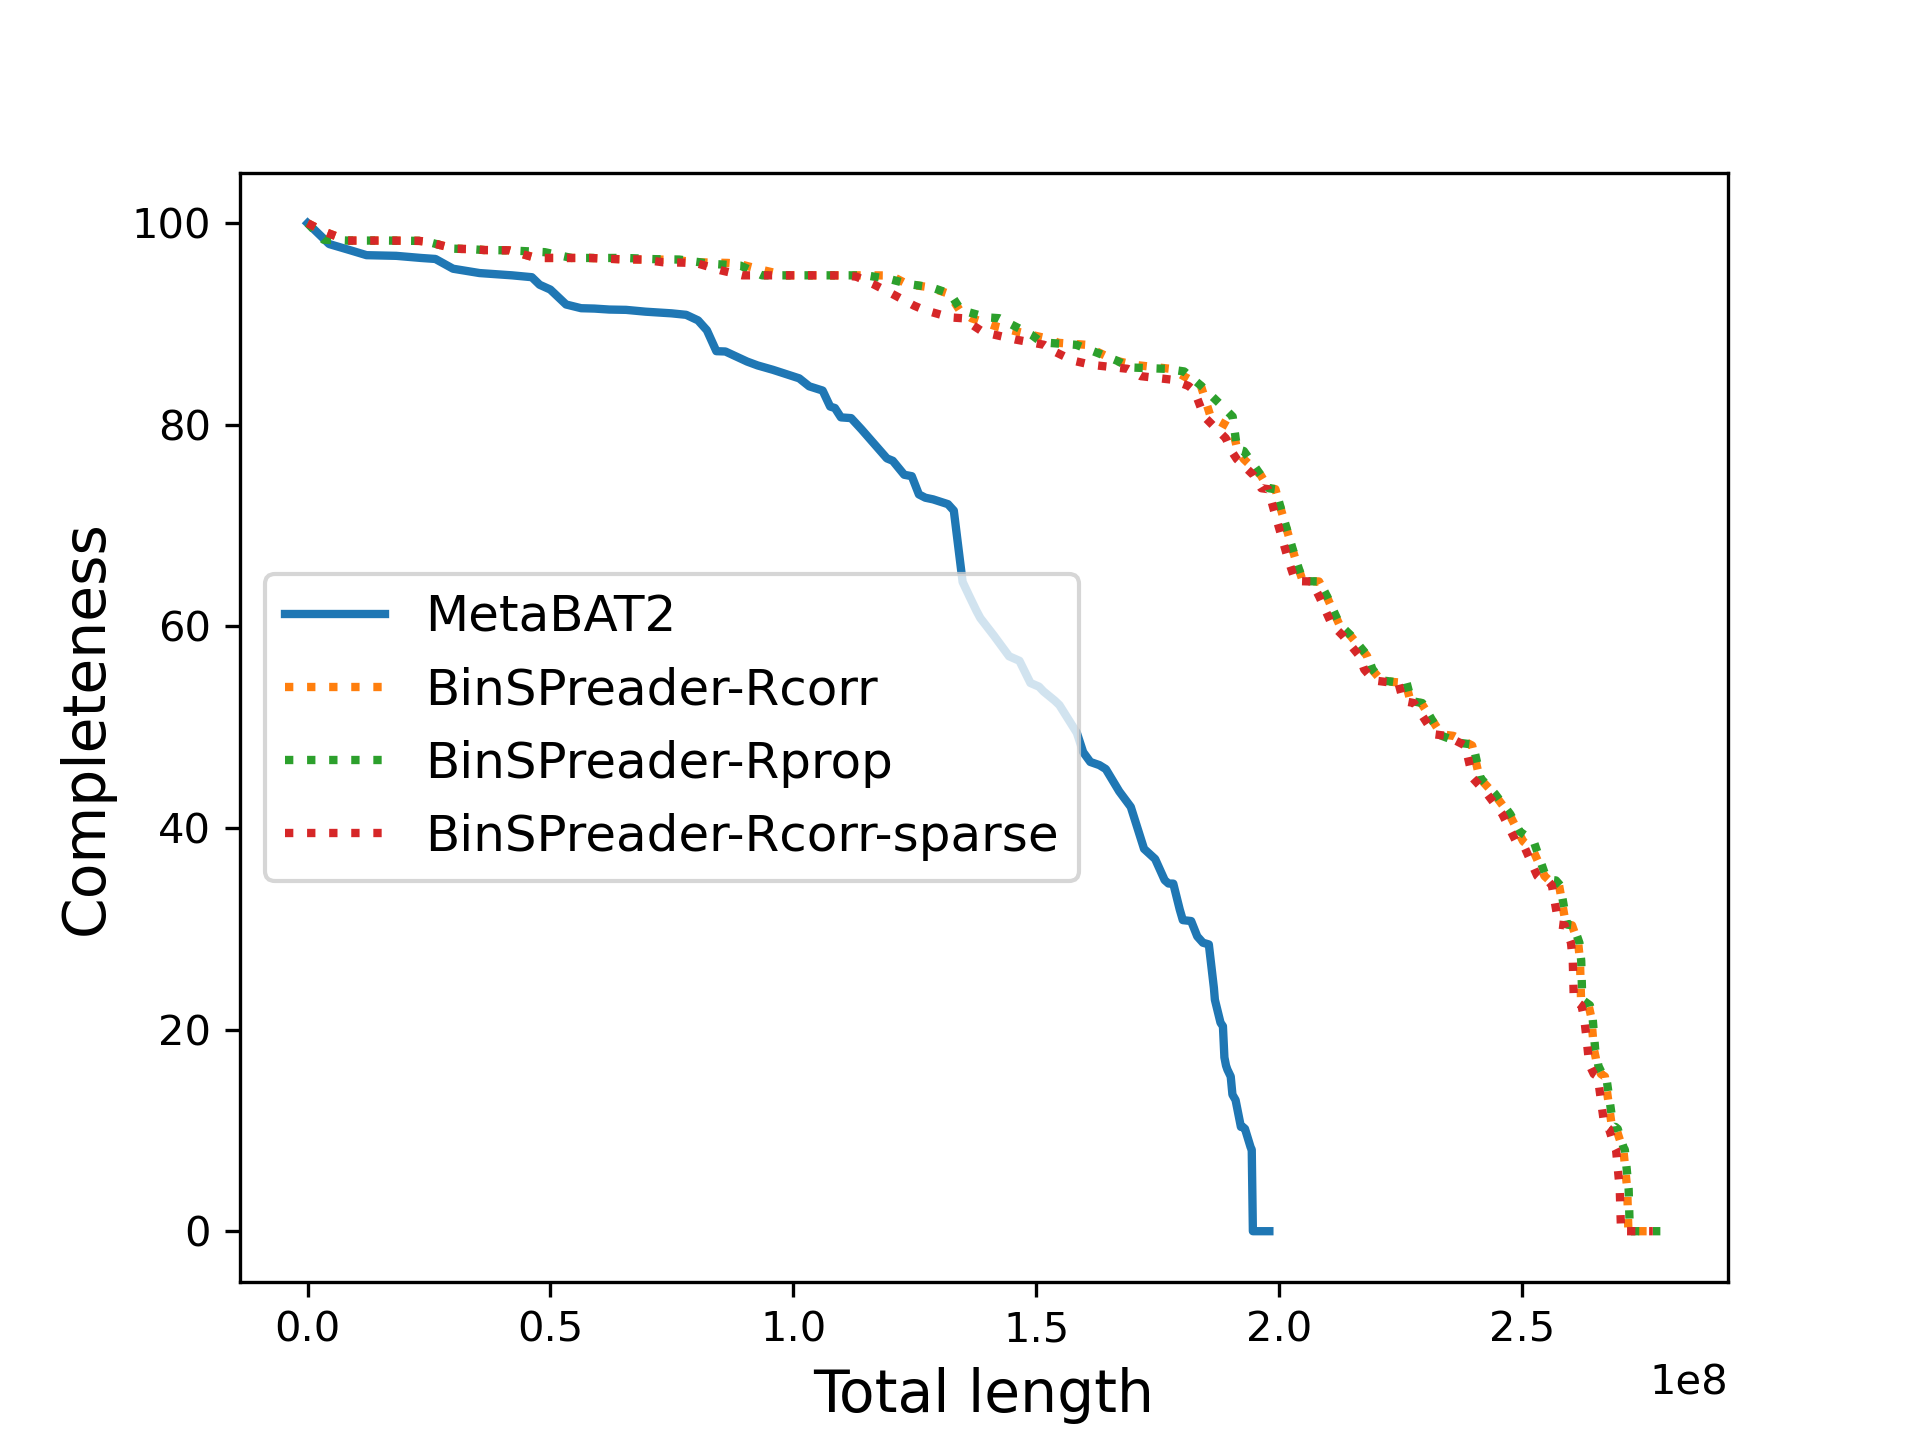 100
80
60
40
20
0
Completeness
MetaBAT2
BinSPreader-Rcorr
BinSPreader-Rprop
BinSPreader-Rcorr-sparse
0.0 0.5 1.0 1.5 2.0 2.5
1e8
Total length